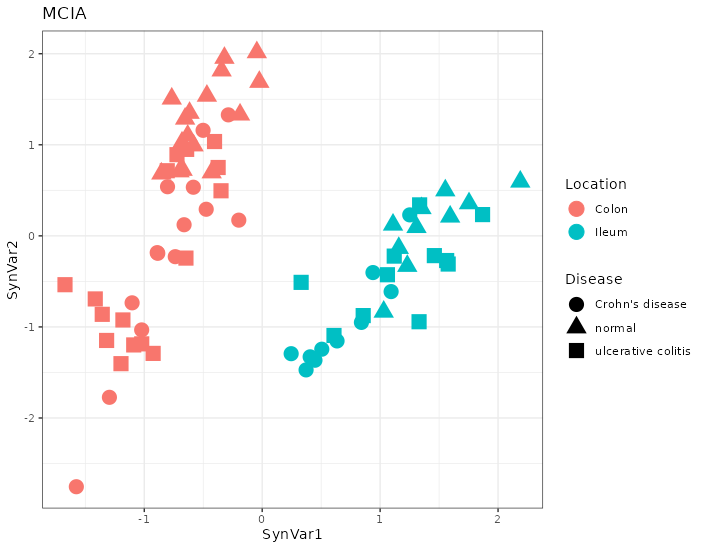 MCIA
2
1
0
-1
-2
SynVar2
-1
0
1
2
SynVar1
Location
Colon
Ileum
Disease
Crohn's disease
normal
ulcerative colitis